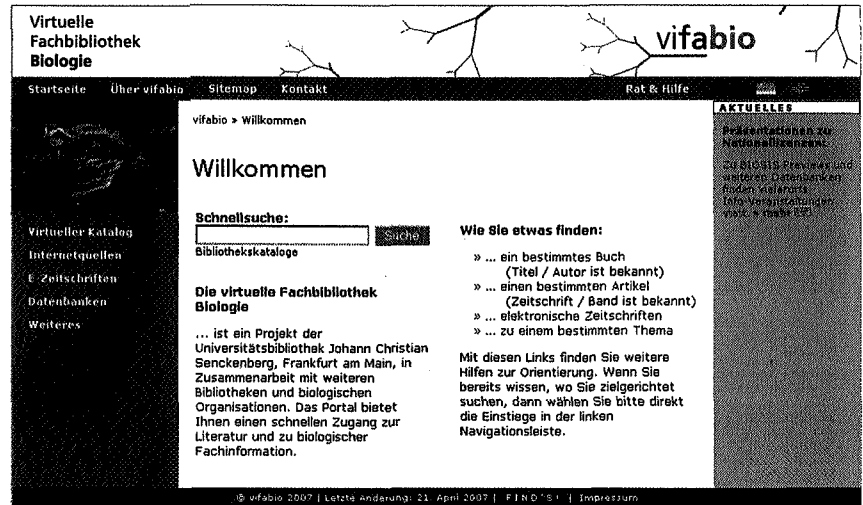 Virtuelle
Fachbibliothek
Biologie
vifabio
Startseite Über vifabio Sitemap Kontakt Rat & Hilfe
AKTUELLES
vifabio » Willkommen
Präsentationen zu
Nationallizenzen:
Zu BIOSIS Previews und
weiteren Datenbanken
finden vielerorts
Info-Veranstaltungen
statt. » mehr
Willkommen
Virtueller Katalog
Internetquellen
E-Zeitschriften
Datenbanken
Weiteres
Schnellsuche:
Suche
Bibliothekskataloge
Die virtuelle Fachbibliothek
Biologie
... ist ein Projekt der
Universitätsbibliothek Johann Christian
Senckenberg, Frankfurt am Main, in
Zusammenarbeit mit weiteren
Bibliotheken und biologischen
Organisationen. Das Portal bietet
Ihnen einen schnellen Zugang zur
Literatur und zu biologischer
Fachinformation.
Wie Sie etwas finden:
» ... ein bestimmtes Buch
(Titel / Autor ist bekannt)
» ... einen bestimmten Artikel
(Zeitschrift / Band ist bekannt)
» ... elektronische Zeitschriften
» ... zu einem bestimmten Thema
Mit diesen Links finden Sie weitere
Hilfen zur Orientierung. Wenn Sie
bereits wissen, wo Sie zielgerichtet
suchen, dann wählen Sie bitte direkt
die Einstiege in der linken
Navigationsleiste.
© vifabio 2007 | Letzte Änderung: 21. April 2007 | | Impressum